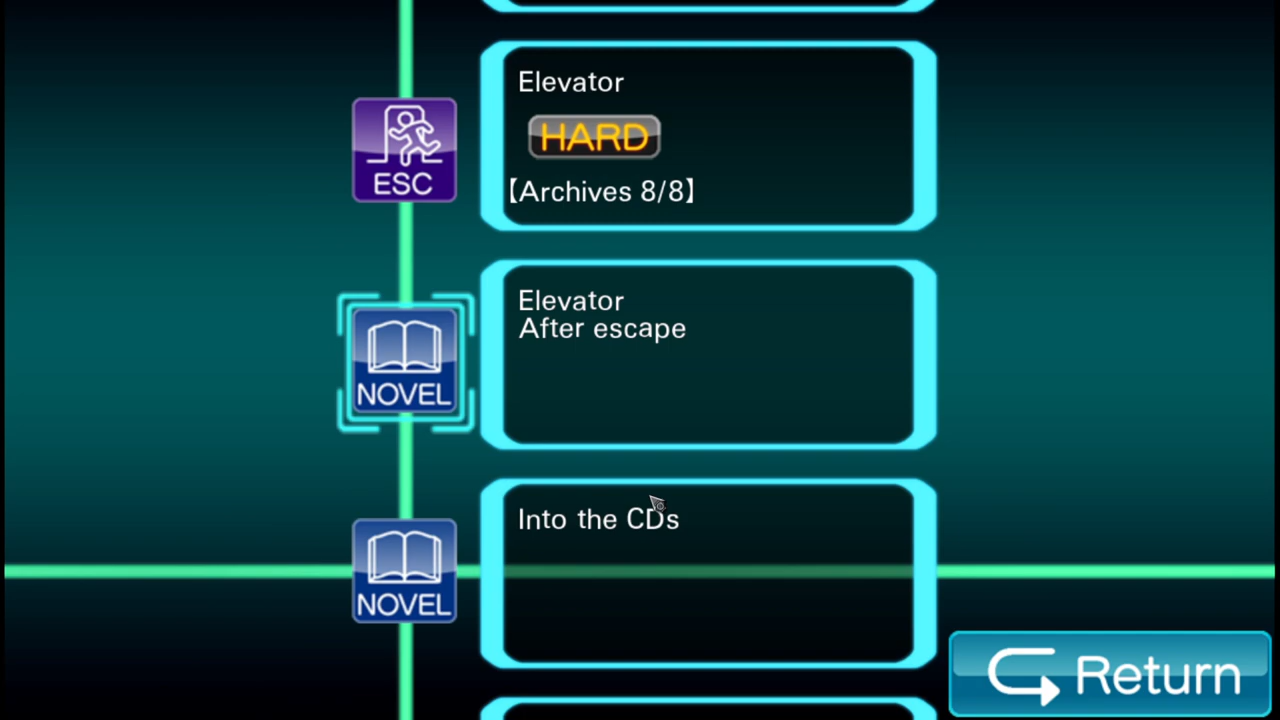 Elevator
HARD
ESC
【Archives 8/8】
Elevator
After escape
NOVEL
Into the CDs
NOVEL
Return